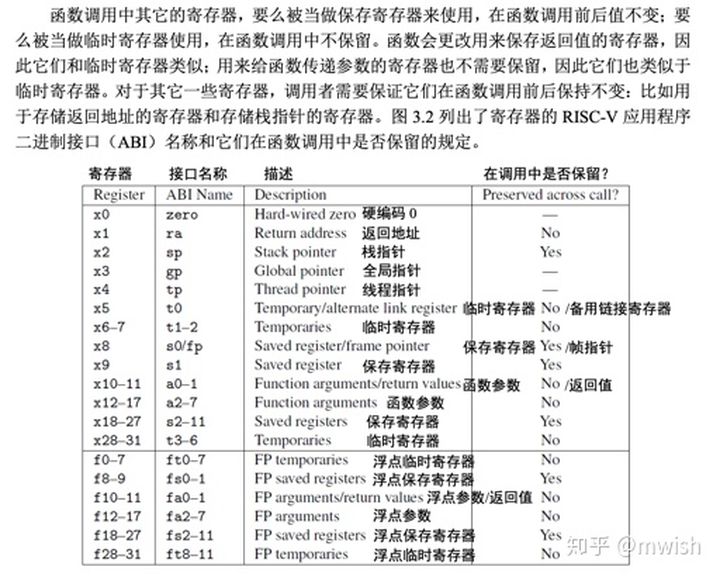 函数调用中其它的寄存器，要么被当做保存寄存器来使用，在函数调用前后值不变；要
么被当做临时寄存器使用，在函数调用中不保留。函数会更改用来保存返回值的寄存器，因
此它们和临时寄存器类似；用来给函数传递参数的寄存器也不需要保留，因此它们也类似于
临时寄存器。对于其它一些寄存器，调用者需要保证它们在函数调用前后保持不变：比如用
于存储返回地址的寄存器和存储栈指针的寄存器。图 3.2 列出了寄存器的 RISC-V 应用程序
二进制接口（ABI）名称和它们在函数调用中是否保留的规定。
寄存器 接口名称 描述 在调用中是否保留？
Register ABI Name Description Preserved across call?
x0 zero Hard-wired zero 硬编码 0 —
x1 ra Return address 返回地址 No
x2 sp Stack pointer 栈指针 Yes
x3 gp Global pointer 全局指针 —
x4 tp Thread pointer 线程指针 —
x5 t0 Temporary/alternate link register 临时寄存器 No /备用链接寄存器
x6–7 t1–2 Temporaries 临时寄存器 No
x8 s0/fp Saved register/frame pointer 保存寄存器 Yes /帧指针
x9 s1 Saved register 保存寄存器 Yes
x10–11 a0–1 Function arguments/return values 函数参数 No /返回值
x12–17 a2–7 Function arguments 函数参数 No
x18–27 s2–11 Saved registers 保存寄存器 Yes
x28–31 t3–6 Temporaries 临时寄存器 No
f0–7 ft0–7 FP temporaries 浮点临时寄存器 No
f8–9 fs0–1 FP saved registers 浮点保存寄存器 Yes
f10–11 fa0–1 FP arguments/return values 浮点参数/返回值 No
f12–17 fa2–7 FP arguments 浮点参数 No
f18–27 fs2–11 FP saved registers 浮点保存寄存器 Yes
f28–31 ft8–11 FP temporaries 浮点临时寄存器 No
知乎 @mwish